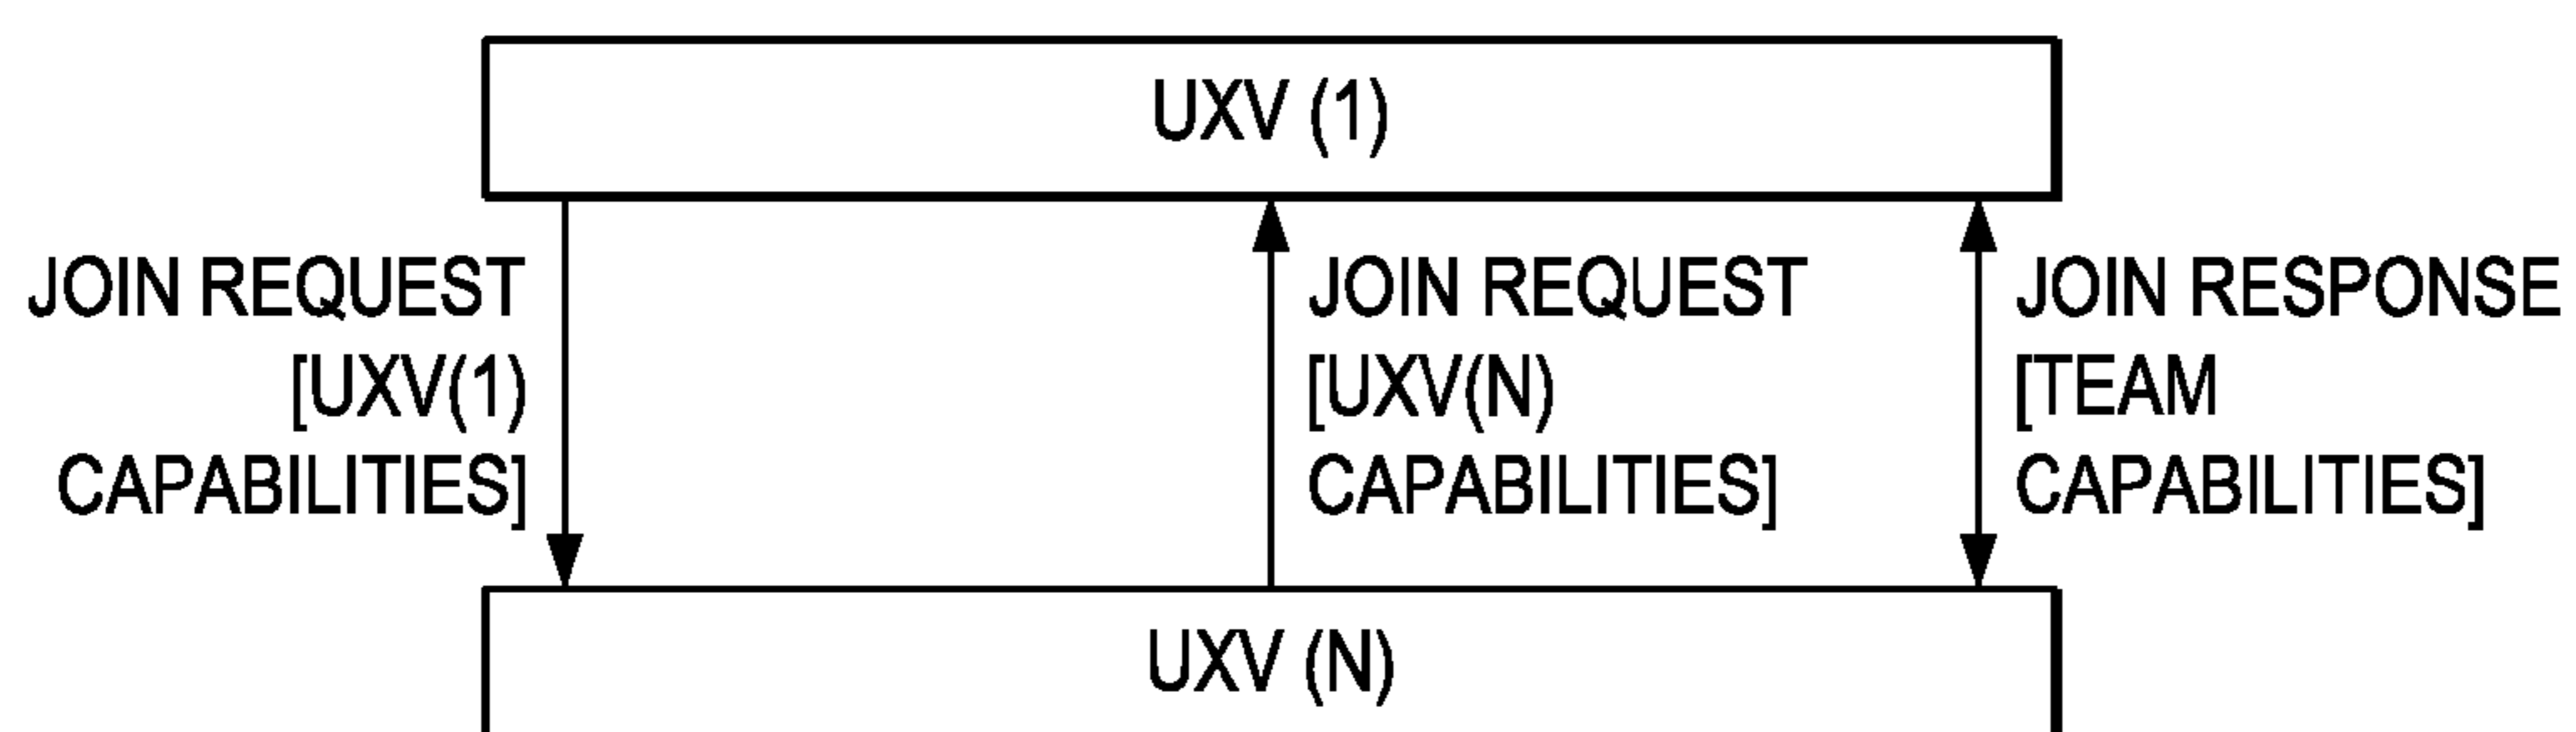 UXV (1)
JOIN REQUEST
[UXV(1)
CAPABILITIES]
JOIN REQUEST
[UXV(N)
CAPABILITIES]
JOIN RESPONSE
[TEAM
CAPABILITIES]
UXV (N)